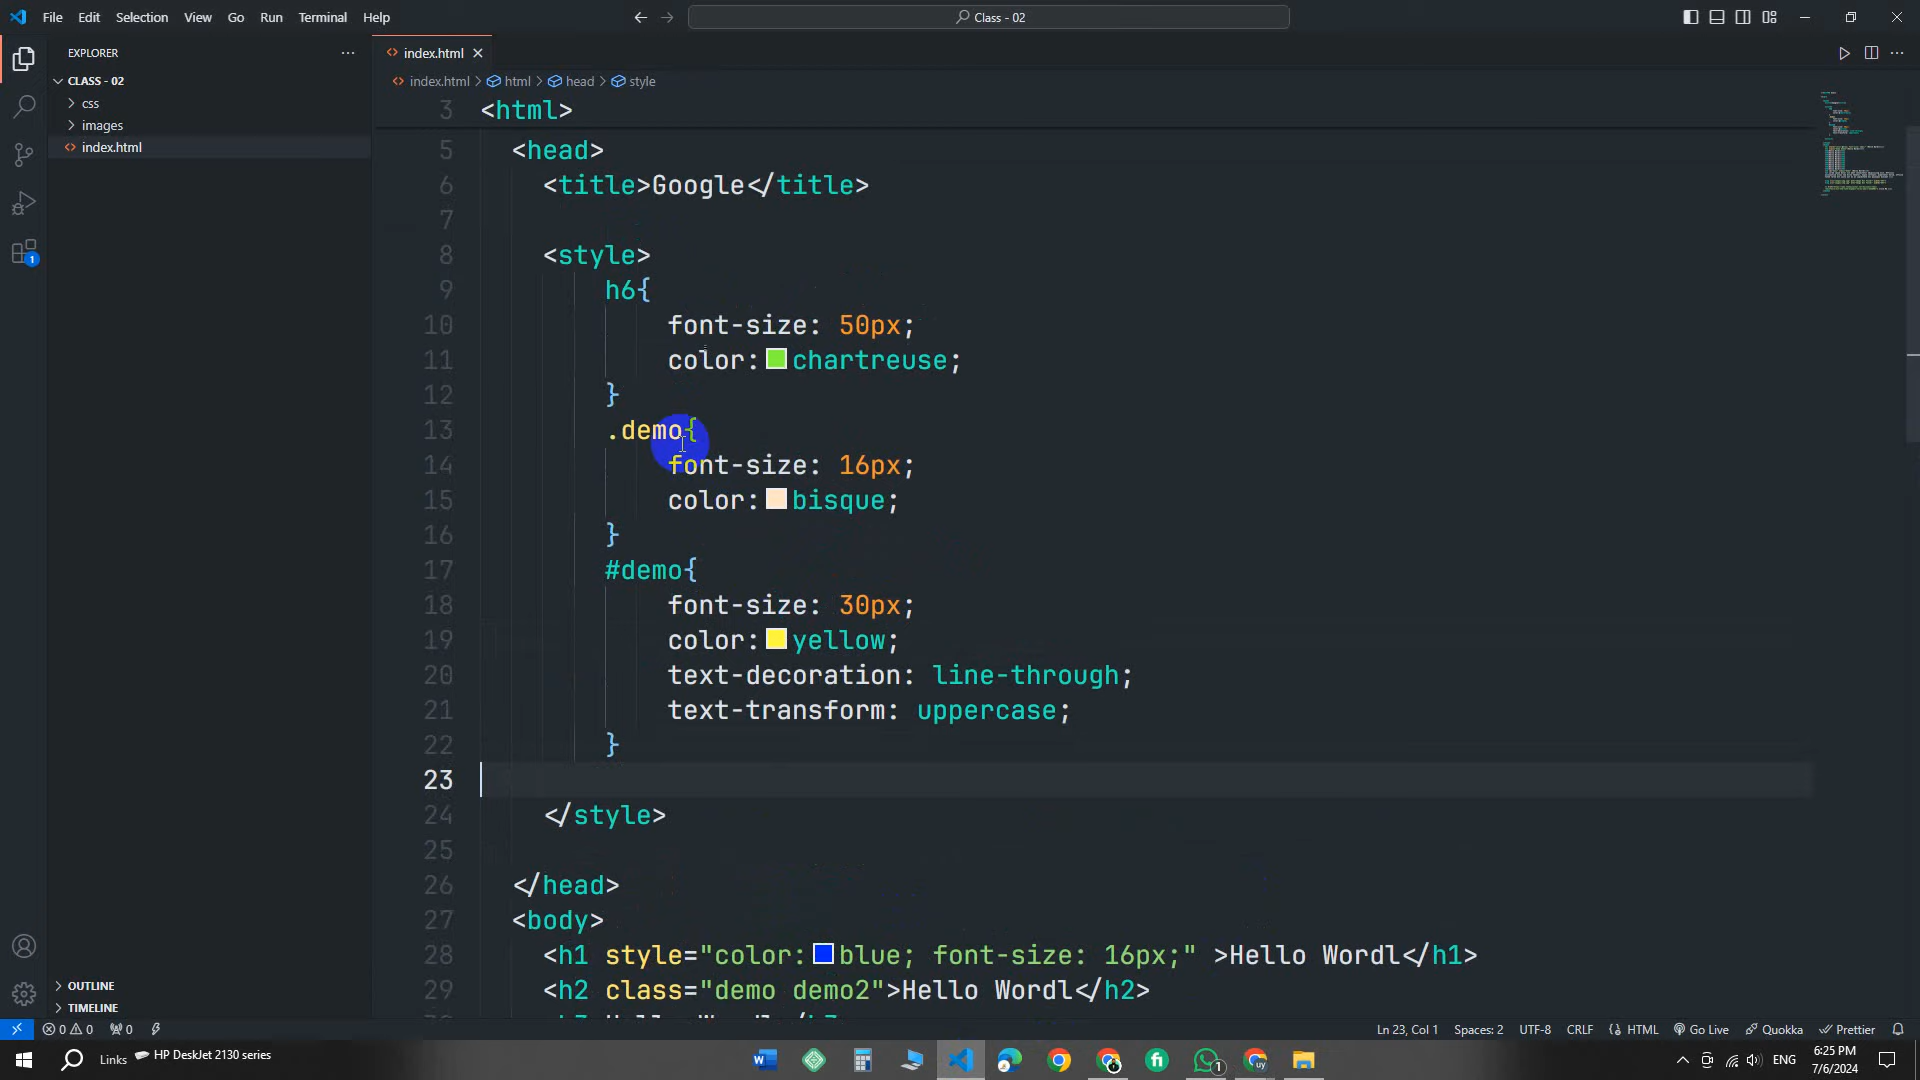 File Edit Selection View Go Run Terminal Help
Class - 02
EXPLORER
index.html
CLASS - 02
index.html > html > head > style
css
images
index.html
3 <html>
5 <head>
6 <title>Google</title>
7
8 <style>
9 h6{
10 font-size: 50px;
11 color: chartreuse;
12 }
13 .demo{
14 font-size: 16px;
15 color: bisque;
16 }
17 #demo{
18 font-size: 30px;
19 color: yellow;
20 text-decoration: line-through;
21 text-transform: uppercase;
22 }
23
24 </style>
25
26 </head>
27 <body>
28 <h1 style="color: blue; font-size: 16px;" >Hello Wordl</h1>
29 <h2 class="demo demo2">Hello Wordl</h2>
OUTLINE
TIMELINE
0 0 0
Ln 23, Col 1 Spaces: 2 UTF-8 CRLF HTML Go Live Quokka Prettier
Links HP DeskJet 2130 series
ENG
6:25 PM
7/6/2024